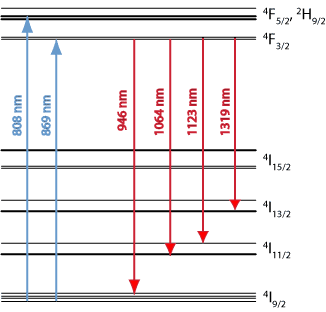 ⁴F₅/₂, ²H₉/₂
⁴F₃/₂
808 nm
869 nm
946 nm
1064 nm
1123 nm
1319 nm
⁴I₁₅/₂
⁴I₁₃/₂
⁴I₁₁/₂
⁴I₉/₂